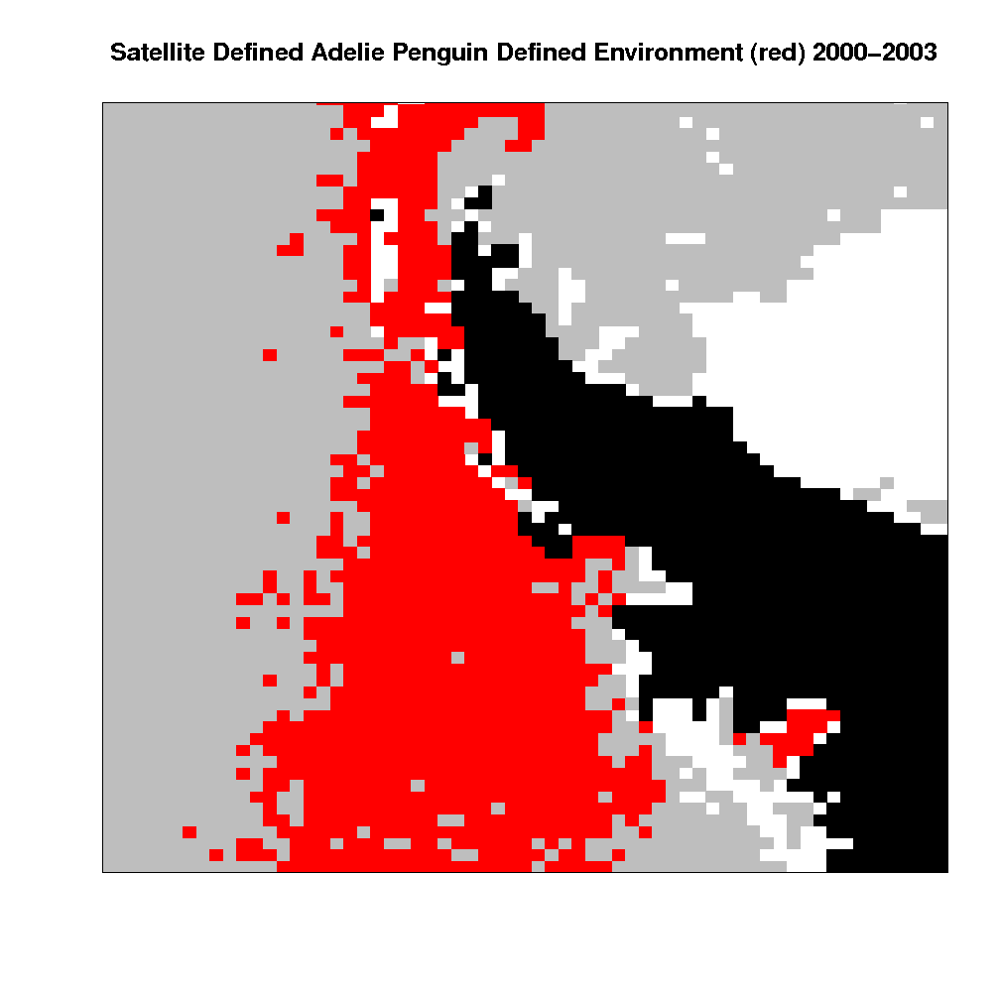 Satellite Defined Adelie Penguin Defined Environment (red) 2000−2003